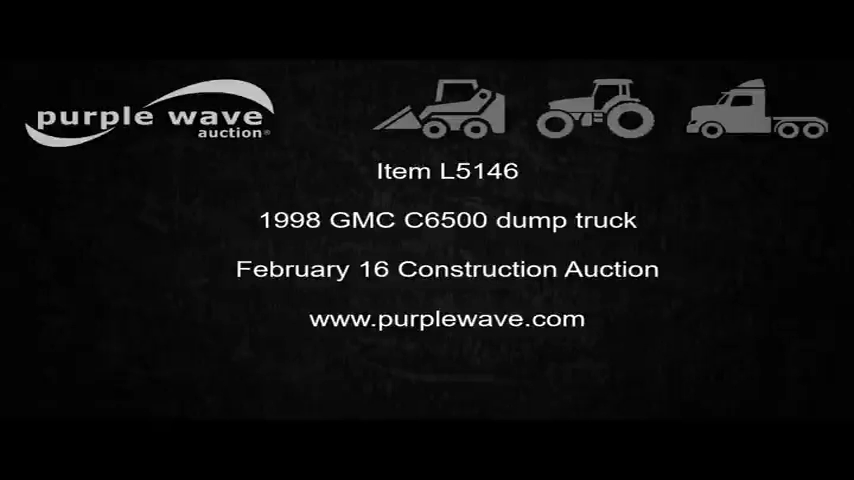 purple wave
auction®
Item L5146
1998 GMC C6500 dump truck
February 16 Construction Auction
www.purplewave.com